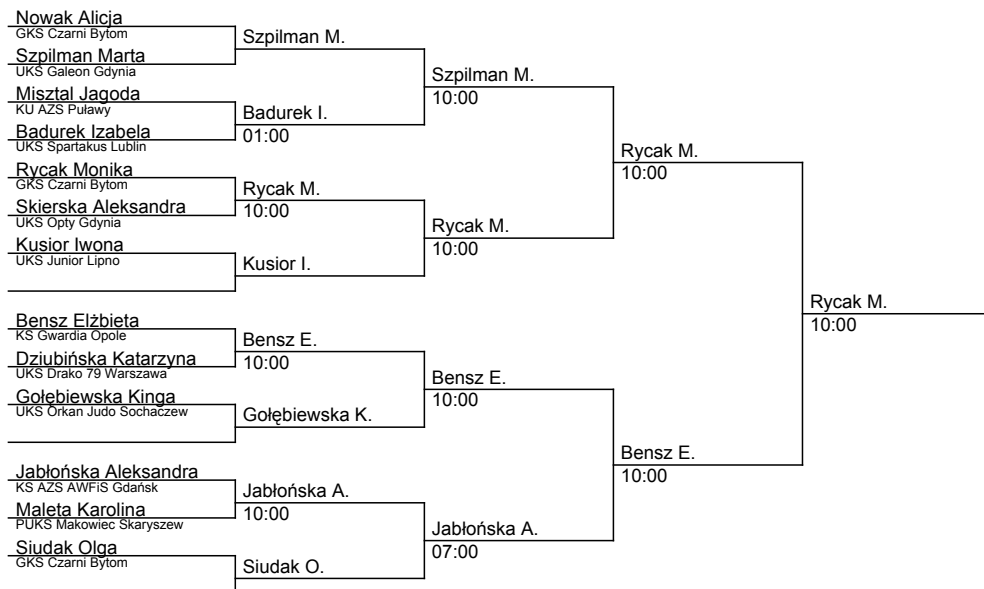 Nowak Alicja
GKS Czarni Bytom
Szpilman Marta
UKS Galeon Gdynia
Misztal Jagoda
KU AZS Puławy
Badurek Izabela
UKS Spartakus Lublin
Rycak Monika
GKS Czarni Bytom
Skierska Aleksandra
UKS Opty Gdynia
Kusior Iwona
UKS Junior Lipno
Bensz Elżbieta
KS Gwardia Opole
Dziubińska Katarzyna
UKS Drako 79 Warszawa
Gołębiewska Kinga
UKS Orkan Judo Sochaczew
Jabłońska Aleksandra
KS AZS AWFiS Gdańsk
Maleta Karolina
PUKS Makowiec Skaryszew
Siudak Olga
GKS Czarni Bytom
Szpilman M.
Badurek I.
01:00
Rycak M.
10:00
Kusior I.
Bensz E.
10:00
Gołębiewska K.
Jabłońska A.
10:00
Siudak O.
Szpilman M.
10:00
Rycak M.
10:00
Bensz E.
10:00
Jabłońska A.
07:00
Rycak M.
10:00
Bensz E.
10:00
Rycak M.
10:00